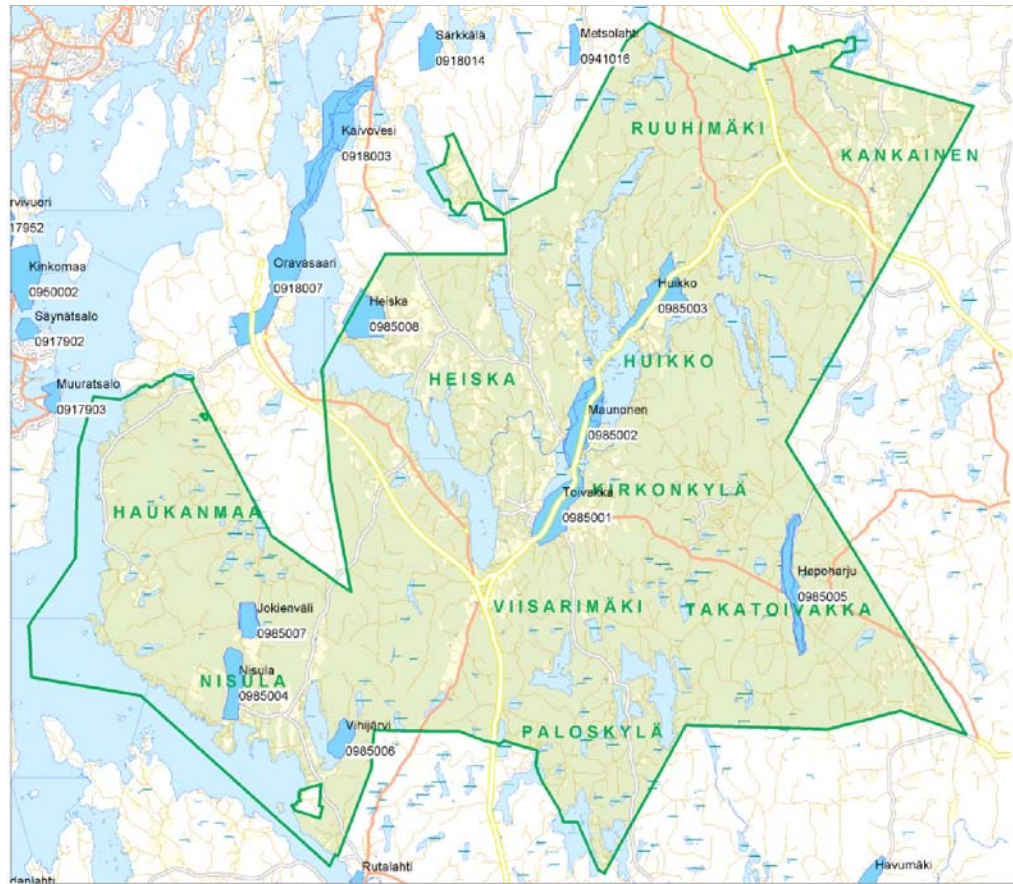 Särkkälä
0918014
Metsolahti
0941016
Kaivovesi
0918003
RUUHIMÄKI
KANKAINEN
rvivuori
17952
Kinkomaa
0950002
Säynätsalo
0917902
Oravasaari
0918007
Heiska
0985008
Huikko
0985003
HEISKA
HUIKKO
Muuratsalo
0917903
Maunonen
0985002
HAUKANMAA
KIRKONKYLÄ
Toivakka
0985001
Hepoharju
0985005
Jokienväli
0985007
VIISARIMÄKI
TAKATOIVAKKA
Nisula
NISULA
0985004
Vihijärvi
0985006
PALOSKYLÄ
Rutalahti
Havumäki
danlahti